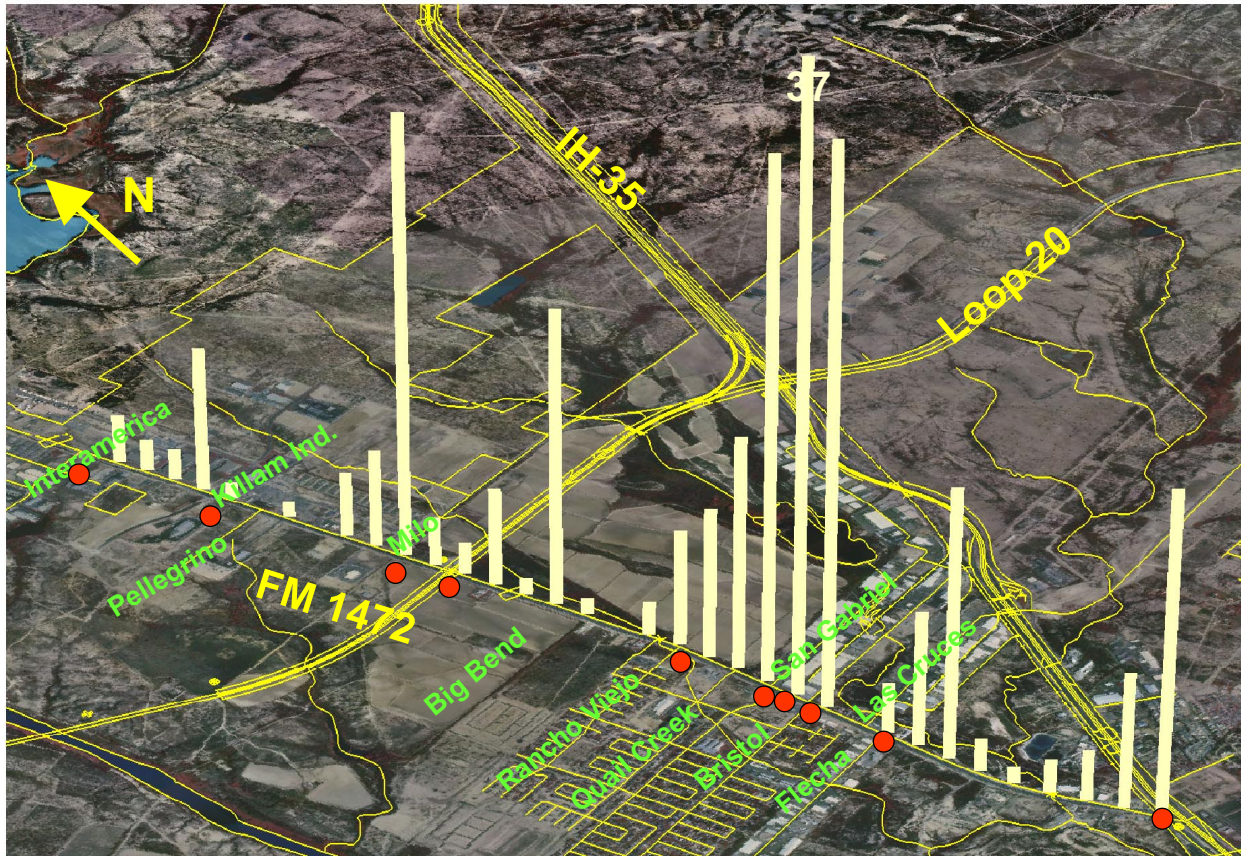 37
IH-35
N
Loop 20
Interamerica
Killam Ind.
Pellegrino
Milo
FM 1472
Big Bend
Rancho Viejo
Quail Creek
Bristol
San Gabriel
Flecha
Las Cruces